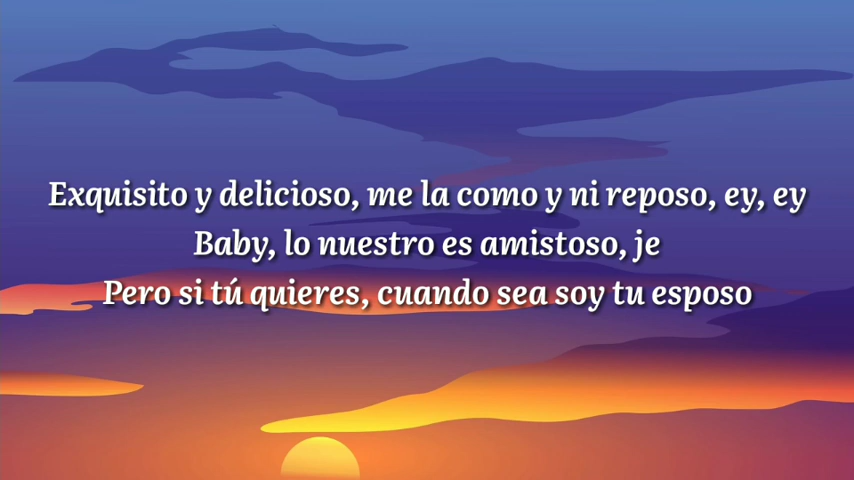 Exquisito y delicioso, me la como y ni reposo, ey, ey
Baby, lo nuestro es amistoso, je
Pero si tú quieres, cuando sea soy tu esposo